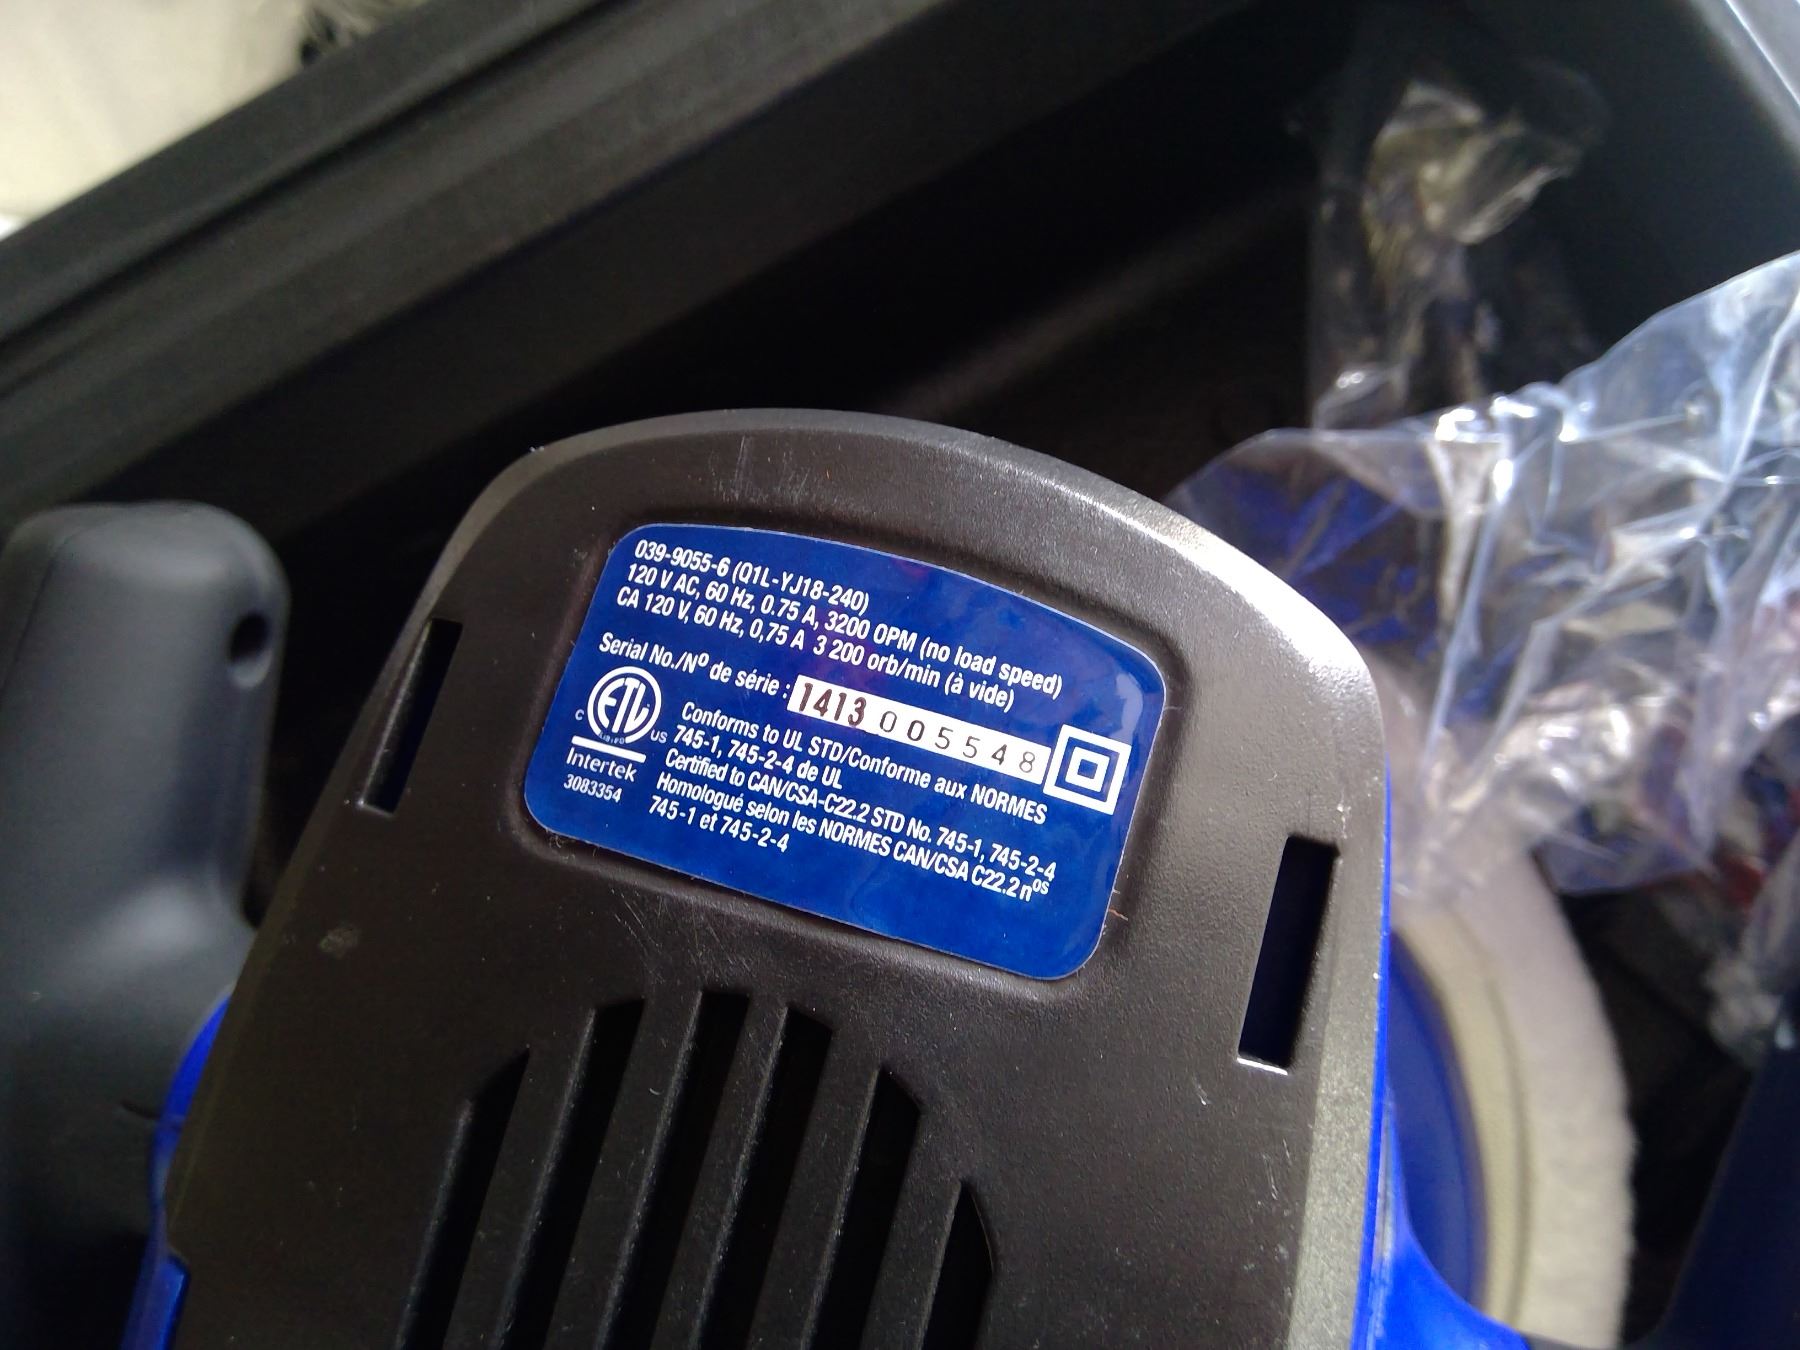 039-9055-6 (Q1L-YJ18-240)
120 V AC, 60 Hz, 0.75 A, 3200 OPM (no load speed)
CA 120 V, 60 Hz, 0,75 A 3 200 orb/min (à vide)
Serial No./Nº de série : 1413 005548
ETL
C US
Intertek
3083354
Conforms to UL STD/Conforme aux NORMES
745-1, 745-2-4 de UL
Certified to CAN/CSA-C22.2 STD No. 745-1, 745-2-4
Homologué selon les NORMES CAN/CSA C22.2 nos
745-1 et 745-2-4